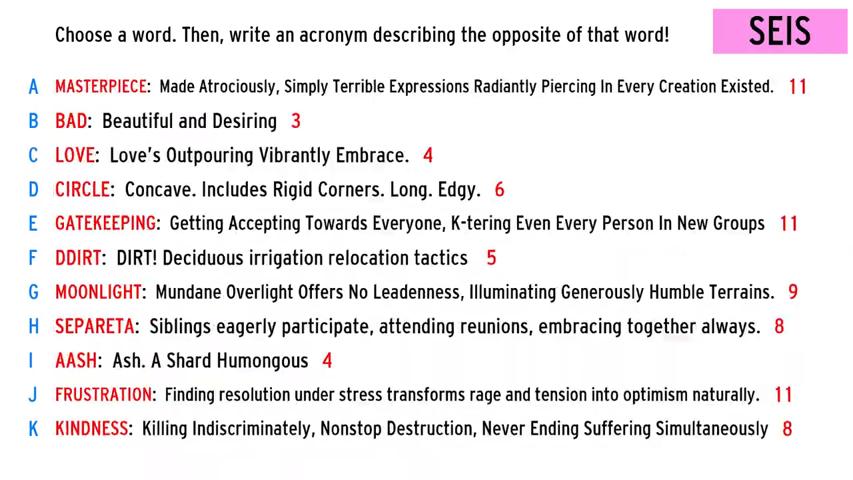 Choose a word. Then, write an acronym describing the opposite of that word!
SEIS
A MASTERPIECE: Made Atrociously, Simply Terrible Expressions Radiantly Piercing In Every Creation Existed. 11
B BAD: Beautiful and Desiring 3
C LOVE: Love's Outpouring Vibrantly Embrace. 4
D CIRCLE: Concave. Includes Rigid Corners. Long. Edgy. 6
E GATEKEEPING: Getting Accepting Towards Everyone, K-tering Even Every Person In New Groups 11
F DDIRT: DIRT! Deciduous irrigation relocation tactics 5
G MOONLIGHT: Mundane Overlight Offers No Leadenness, Illuminating Generously Humble Terrains. 9
H SEPARETA: Siblings eagerly participate, attending reunions, embracing together always. 8
I AASH: Ash. A Shard Humongous 4
J FRUSTRATION: Finding resolution under stress transforms rage and tension into optimism naturally. 11
K KINDNESS: Killing Indiscriminately, Nonstop Destruction, Never Ending Suffering Simultaneously 8